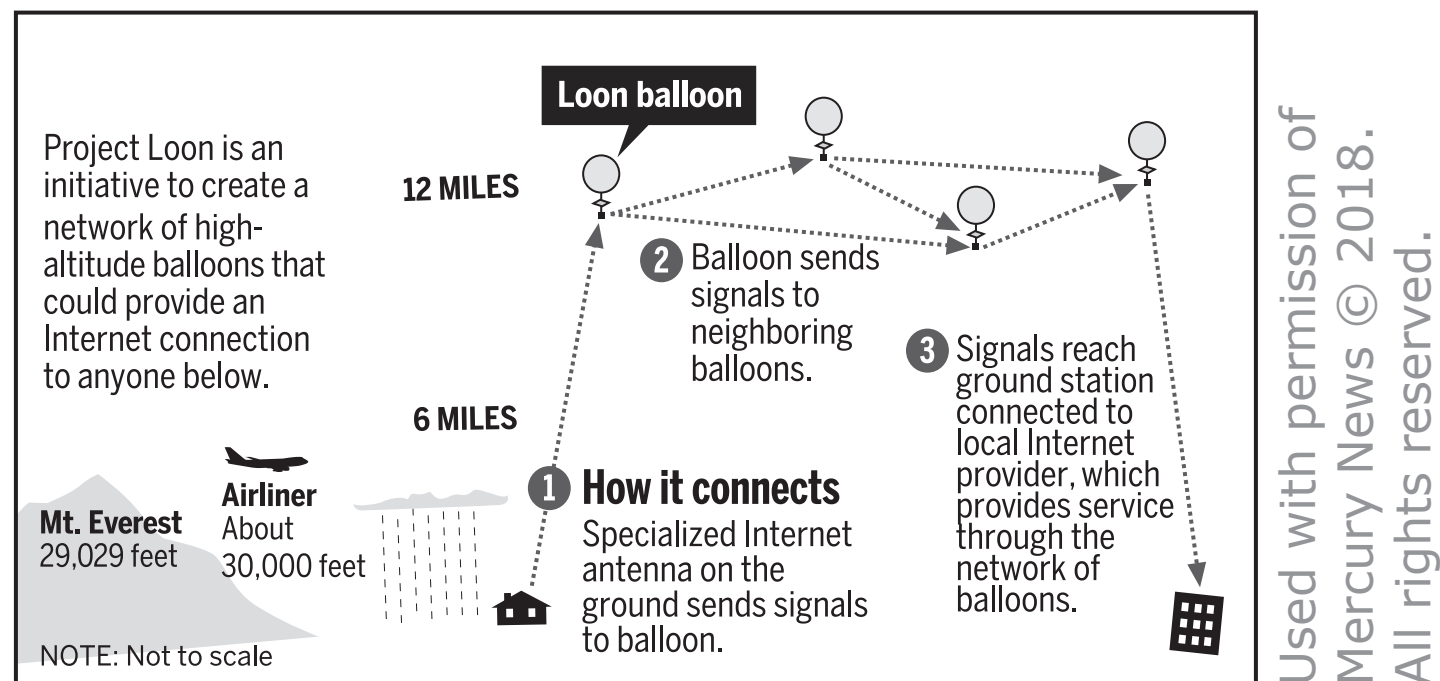 Project Loon is an
initiative to create a
network of high-
altitude balloons that
could provide an
Internet connection
to anyone below.
Loon balloon
12 MILES
6 MILES
Mt. Everest
29,029 feet
Airliner
About
30,000 feet
NOTE: Not to scale
1 How it connects
Specialized Internet
antenna on the
ground sends signals
to balloon.
2 Balloon sends
signals to
neighboring
balloons.
3 Signals reach
ground station
connected to
local Internet
provider, which
provides service
through the
network of
balloons.
Used with permission of
Mercury News © 2018.
All rights reserved.